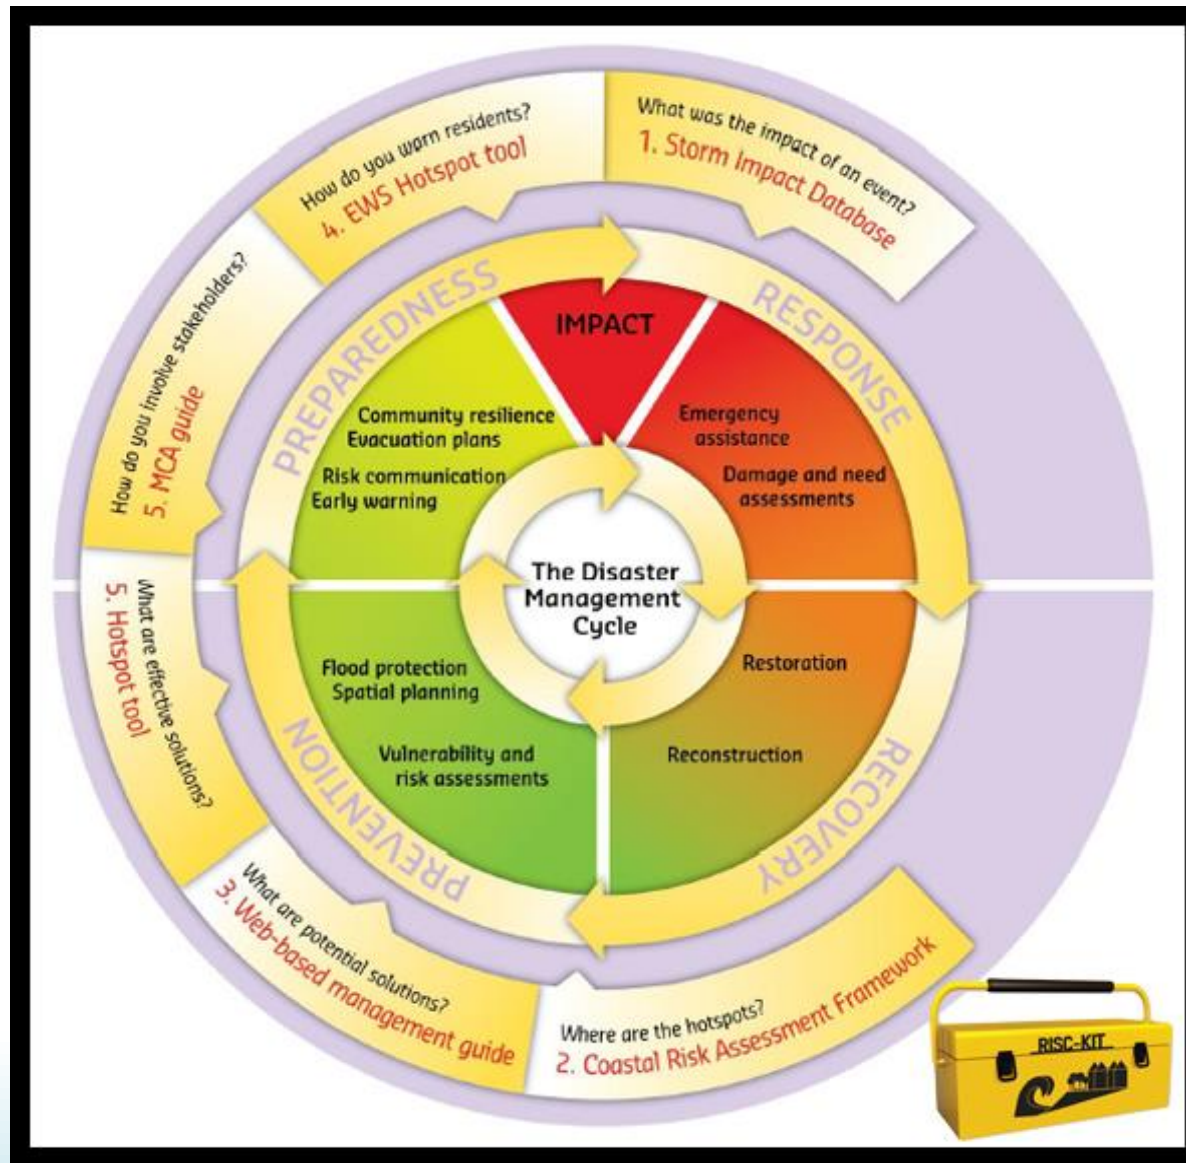 What was the impact of an event?
1. Storm Impact Database
How do you warn residents?
4. EWS Hotspot tool
How do you involve stakeholders?
5. MCA guide
What are effective solutions?
5. Hotspot tool
What are potential solutions?
3. Web-based management guide
Where are the hotspots?
2. Coastal Risk Assessment Framework
PREPAREDNESS
RESPONSE
RECOVERY
PREVENTION
IMPACT
Community resilience
Evacuation plans
Risk communication
Early warning
Emergency
assistance
Damage and need
assessments
The Disaster
Management
Cycle
Flood protection
Spatial planning
Vulnerability and
risk assessments
Restoration
Reconstruction
RISC-KIT